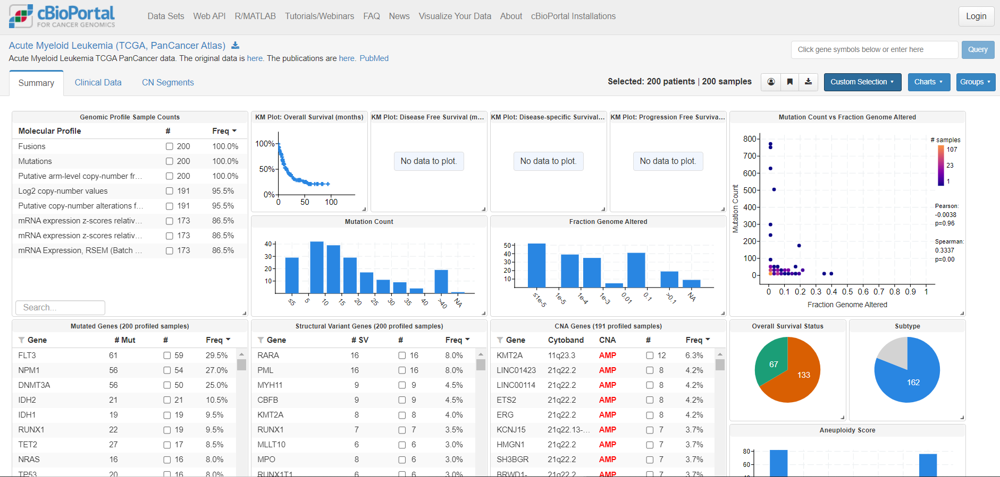 cBioPortal
FOR CANCER GENOMICS
Data Sets Web API R/MATLAB Tutorials/Webinars FAQ News Visualize Your Data About cBioPortal Installations
Login
Acute Myeloid Leukemia (TCGA, PanCancer Atlas)
Acute Myeloid Leukemia TCGA PanCancer data. The original data is here. The publications are here. PubMed
Click gene symbols below or enter here
Query
Summary Clinical Data CN Segments
Selected: 200 patients | 200 samples
Custom Selection
Charts
Groups
Genomic Profile Sample Counts
Molecular Profile # Freq
Fusions 200 100.0%
Mutations 200 100.0%
Putative arm-level copy-number fr... 200 100.0%
Log2 copy-number values 191 95.5%
Putative copy-number alterations f... 191 95.5%
mRNA expression z-scores relativ... 173 86.5%
mRNA expression z-scores relativ... 173 86.5%
mRNA Expression, RSEM (Batch ... 173 86.5%
Search...
KM Plot: Overall Survival (months)
100%
50%
0%
0 50 100
KM Plot: Disease Free Survival (m...
No data to plot.
KM Plot: Disease-specific Survival...
No data to plot.
KM Plot: Progression Free Surviva...
No data to plot.
Mutation Count
40
30
20
10
≤5 5 10 15 20 25 30 35 40 >40 NA
Fraction Genome Altered
50
40
30
20
10
≤1e-5 1e-5 1e-4 1e-3 0.01 0.1 >0.1 NA
Mutation Count vs Fraction Genome Altered
Mutation Count
800
700
600
500
400
300
200
100
0
0 0.1 0.2 0.3 0.4 0.5 0.6 0.7 0.8 0.9 1
Fraction Genome Altered
# samples
107
23
1
Pearson:
-0.0038
p=0.96
Spearman:
0.3337
p=0.00
Mutated Genes (200 profiled samples)
Gene # Mut # Freq
FLT3 61 59 29.5%
NPM1 56 54 27.0%
DNMT3A 56 50 25.0%
IDH2 21 21 10.5%
IDH1 19 19 9.5%
RUNX1 22 19 9.5%
TET2 27 17 8.5%
NRAS 16 16 8.0%
TP53 20 16 8.0%
Structural Variant Genes (200 profiled samples)
Gene # SV # Freq
RARA 16 16 8.0%
PML 16 16 8.0%
MYH11 9 9 4.5%
CBFB 9 9 4.5%
KMT2A 8 8 4.0%
RUNX1 7 7 3.5%
MLLT10 6 6 3.0%
MPO 8 6 3.0%
RUNX1T1 6 6 3.0%
CNA Genes (191 profiled samples)
Gene Cytoband CNA # Freq
KMT2A 11q23.3 AMP 12 6.3%
LINC01423 21q22.2 AMP 8 4.2%
LINC00114 21q22.2 AMP 8 4.2%
ETS2 21q22.2 AMP 8 4.2%
ERG 21q22.2 AMP 8 4.2%
KCNJ15 21q22.13-... AMP 7 3.7%
HMGN1 21q22.2 AMP 7 3.7%
SH3BGR 21q22.2 AMP 7 3.7%
BRWD1- 21q22.2 AMP 7 3.7%
Overall Survival Status
67
133
Subtype
162
Aneuploidy Score
80
60
40